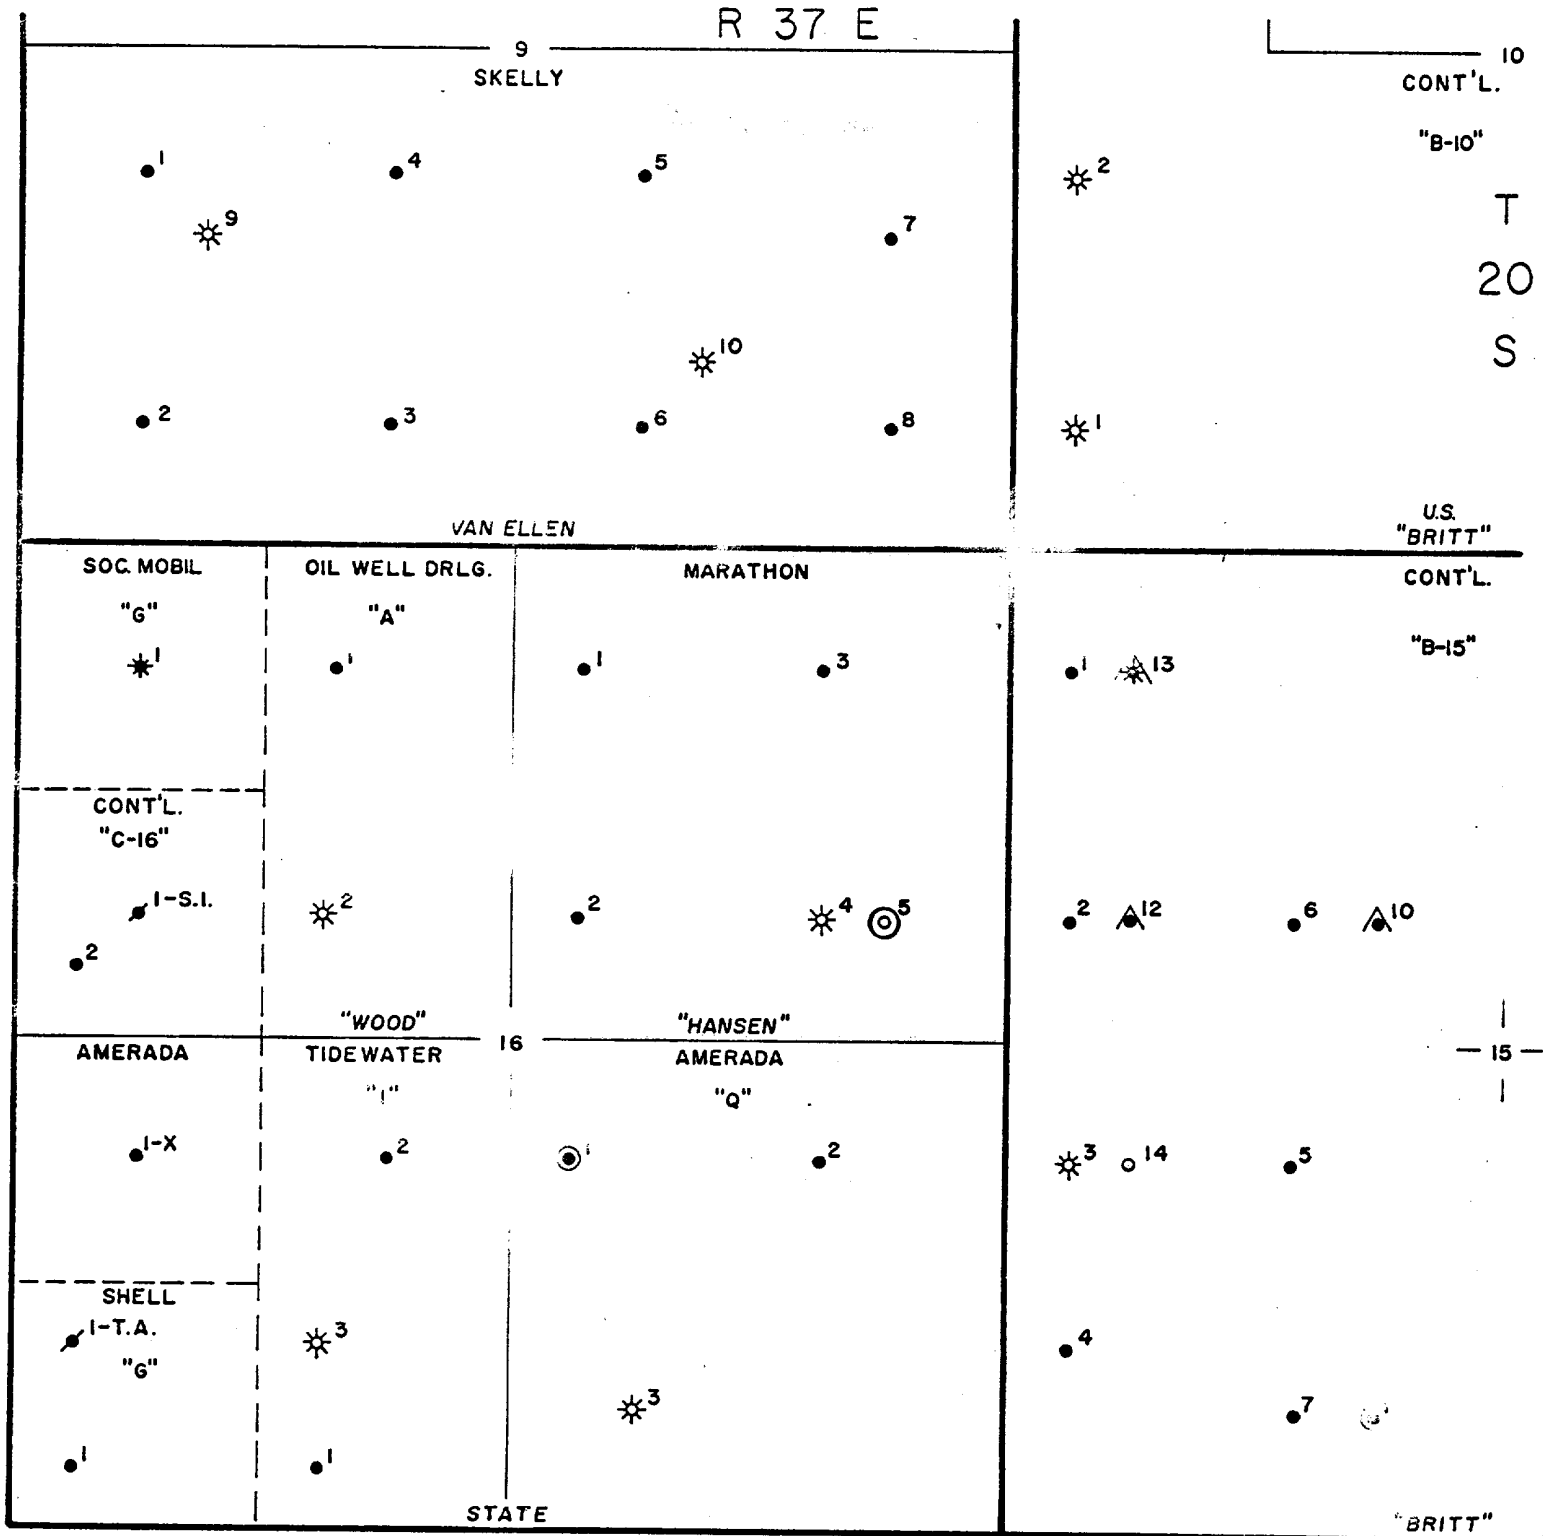 R 37 E
9
SKELLY
10
CONT'L.
"B-10"
1
4
5
2
9
7
T
20
S
10
2
3
6
8
1
VAN ELLEN
U.S.
"BRITT"
SOC. MOBIL
"G"
1
OIL WELL DRLG.
"A"
1
MARATHON
1
3
CONT'L.
"B-15"
1
13
CONT'L.
"C-16"
1-S.I.
2
2
2
4
5
2
12
6
10
"WOOD"
"HANSEN"
16
AMERADA
1-X
TIDEWATER
"I"
2
AMERADA
"Q"
1
2
15
3
14
5
SHELL
1-T.A.
"G"
1
3
1
3
4
7
STATE
"BRITT"